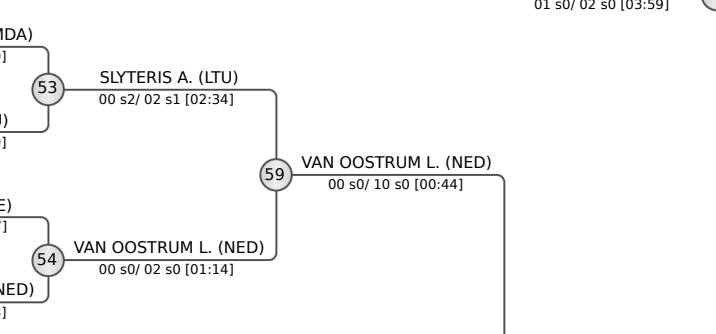 01 s0/ 02 s0 [03:59]
MDA)
53
SLYTERIS A. (LTU)
00 s2/ 02 s1 [02:34]
59
VAN OOSTRUM L. (NED)
00 s0/ 10 s0 [00:44]
54
VAN OOSTRUM L. (NED)
00 s0/ 02 s0 [01:14]
NED)